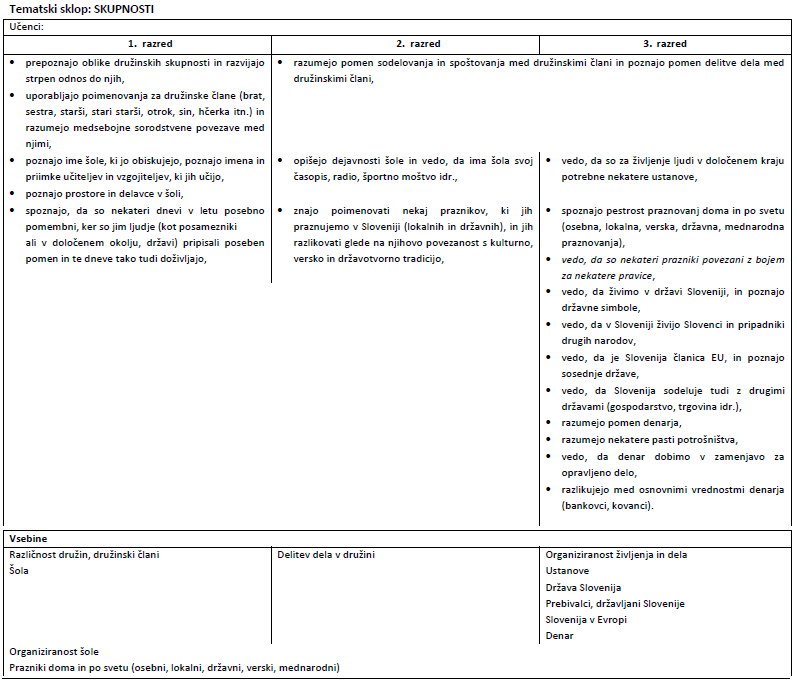 Tematski sklop: SKUPNOSTI
Učenci:
1. razred
2. razred
3. razred
• prepoznajo oblike družinskih skupnosti in razvijajo
strpen odnos do njih,
• uporabljajo poimenovanja za družinske člane (brat,
sestra, starši, stari starši, otrok, sin, hčerka itn.) in
razumejo medsebojne sorodstvene povezave med
njimi,
• razumejo pomen sodelovanja in spoštovanja med družinskimi člani in poznajo pomen delitve dela med
družinskimi člani,
• poznajo ime šole, ki jo obiskujejo, poznajo imena in
priimke učiteljev in vzgojiteljev, ki jih učijo,
• poznajo prostore in delavce v šoli,
• opišejo dejavnosti šole in vedo, da ima šola svoj
časopis, radio, športno moštvo idr.,
• vedo, da so za življenje ljudi v določenem kraju
potrebne nekatere ustanove,
• spoznajo, da so nekateri dnevi v letu posebno
pomembni, ker so jim ljudje (kot posamezniki
ali v določenem okolju, državi) pripisali poseben
pomen in te dneve tako tudi doživljajo,
• znajo poimenovati nekaj praznikov, ki jih
praznujemo v Sloveniji (lokalnih in državnih), in jih
razlikovati glede na njihovo povezanost s kulturno,
versko in državotvorno tradicijo,
• spoznajo pestrost praznovanj doma in po svetu
(osebna, lokalna, verska, državna, mednarodna
praznovanja),
• vedo, da so nekateri prazniki povezani z bojem
za nekatere pravice,
• vedo, da živimo v državi Sloveniji, in poznajo
državne simbole,
• vedo, da v Sloveniji živijo Slovenci in pripadniki
drugih narodov,
• vedo, da je Slovenija članica EU, in poznajo
sosednje države,
• vedo, da Slovenija sodeluje tudi z drugimi
državami (gospodarstvo, trgovina idr.),
• razumejo pomen denarja,
• razumejo nekatere pasti potrošništva,
• vedo, da denar dobimo v zamenjavo za
opravljeno delo,
• razlikujejo med osnovnimi vrednostmi denarja
(bankovci, kovanci).
Vsebine
Različnost družin, družinski člani
Šola
Delitev dela v družini
Organiziranost življenja in dela
Ustanove
Država Slovenija
Prebivalci, državljani Slovenije
Slovenija v Evropi
Denar
Organiziranost šole
Prazniki doma in po svetu (osebni, lokalni, državni, verski, mednarodni)